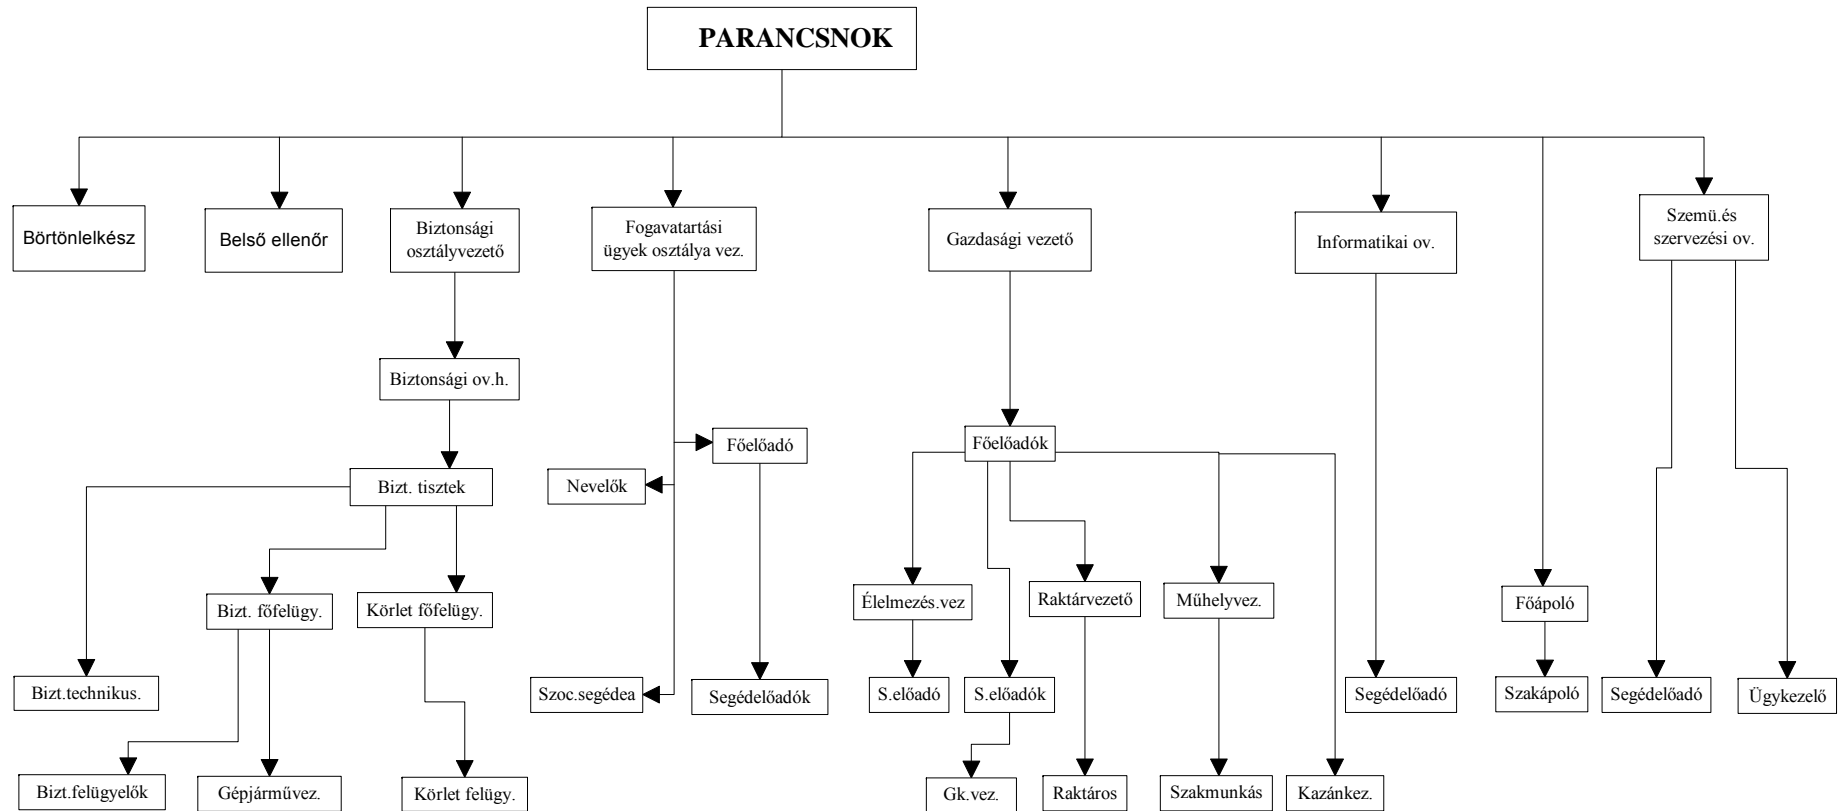 PARANCSNOK
Börtönlelkész
Belső ellenőr
Biztonsági
osztályvezető
Fogavatartási
ügyek osztálya vez.
Gazdasági vezető
Informatikai ov.
Szemü.és
szervezési ov.
Biztonsági ov.h.
Főelőadó
Főelőadók
Nevelők
Bizt. tisztek
Bizt. főfelügy.
Körlet főfelügy.
Élelmezés.vez
Raktárvezető
Műhelyvez.
Főápoló
Bizt.technikus.
Szoc.segédea
Segédelőadók
S.előadó
S.előadók
Segédelőadó
Szakápoló
Segédelőadó
Ügykezelő
Bizt.felügyelők
Gépjárművez.
Körlet felügy.
Gk.vez.
Raktáros
Szakmunkás
Kazánkez.